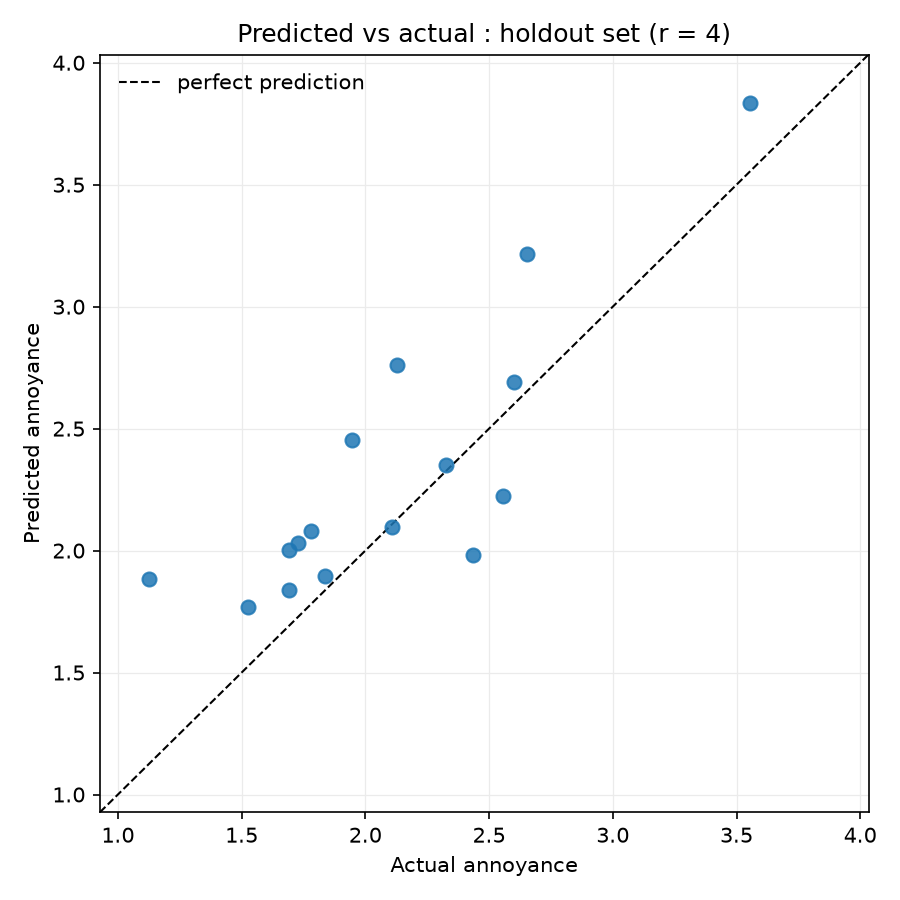 Predicted vs actual : holdout set (r = 4)
perfect prediction
4.0
3.5
3.0
2.5
2.0
1.5
1.0
Predicted annoyance
1.0 1.5 2.0 2.5 3.0 3.5 4.0
Actual annoyance